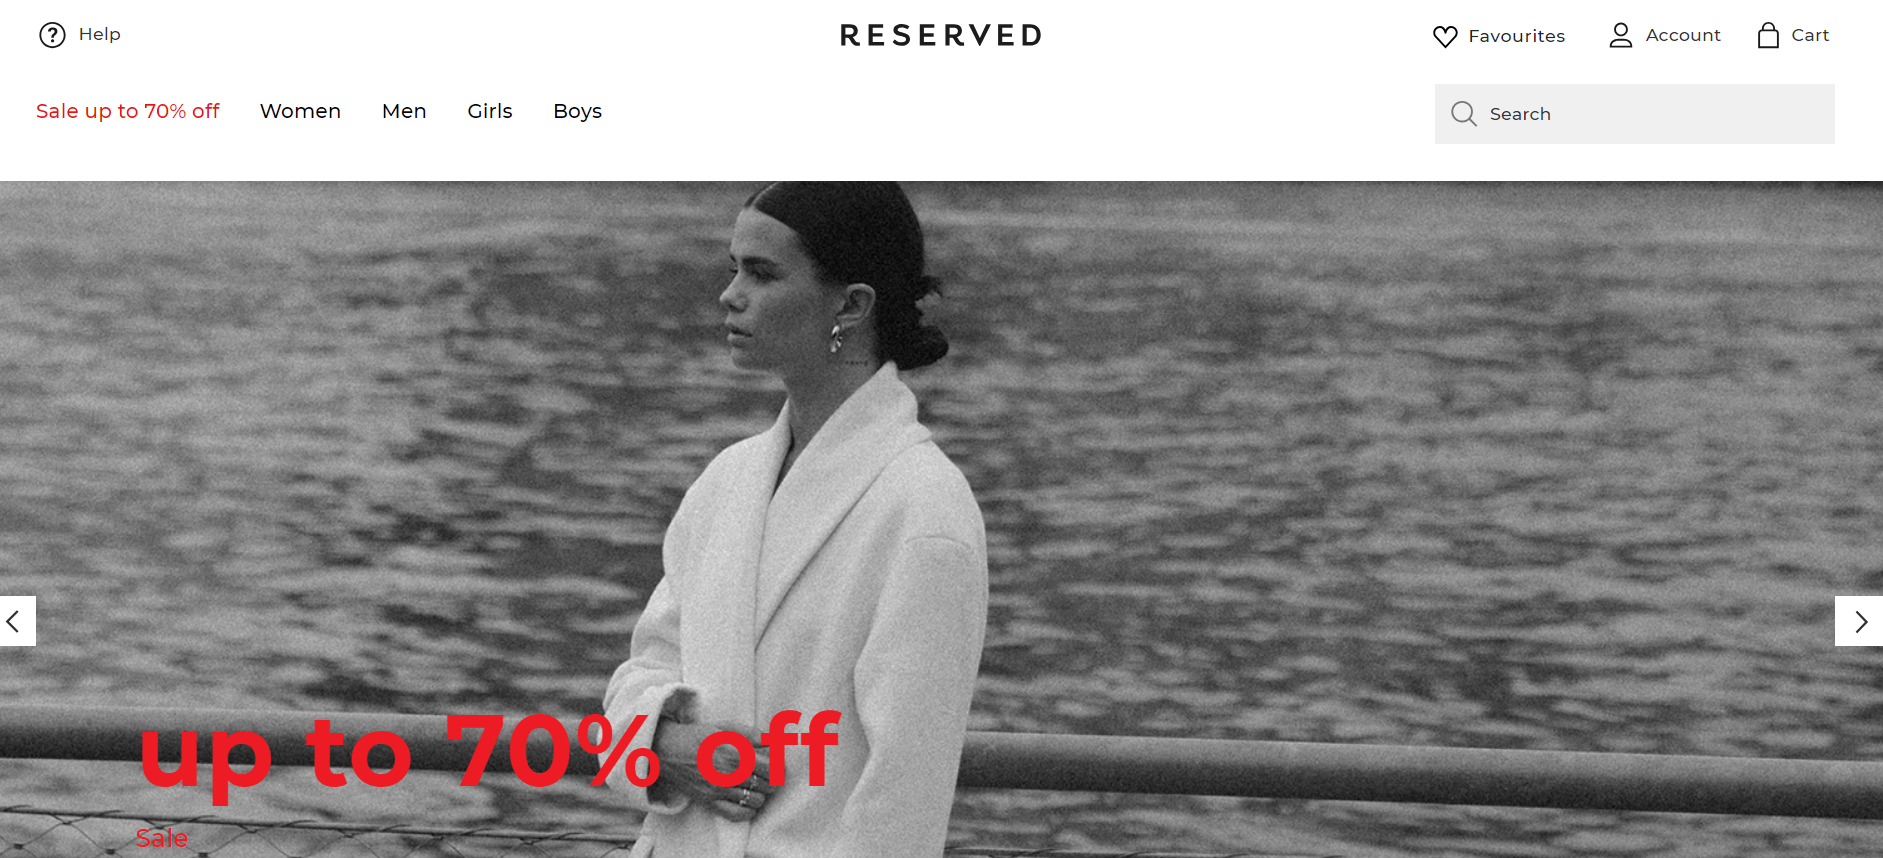 Help
RESERVED
Favourites
Account
Cart
Sale up to 70% off
Women
Men
Girls
Boys
Search
up to 70% off
Sale